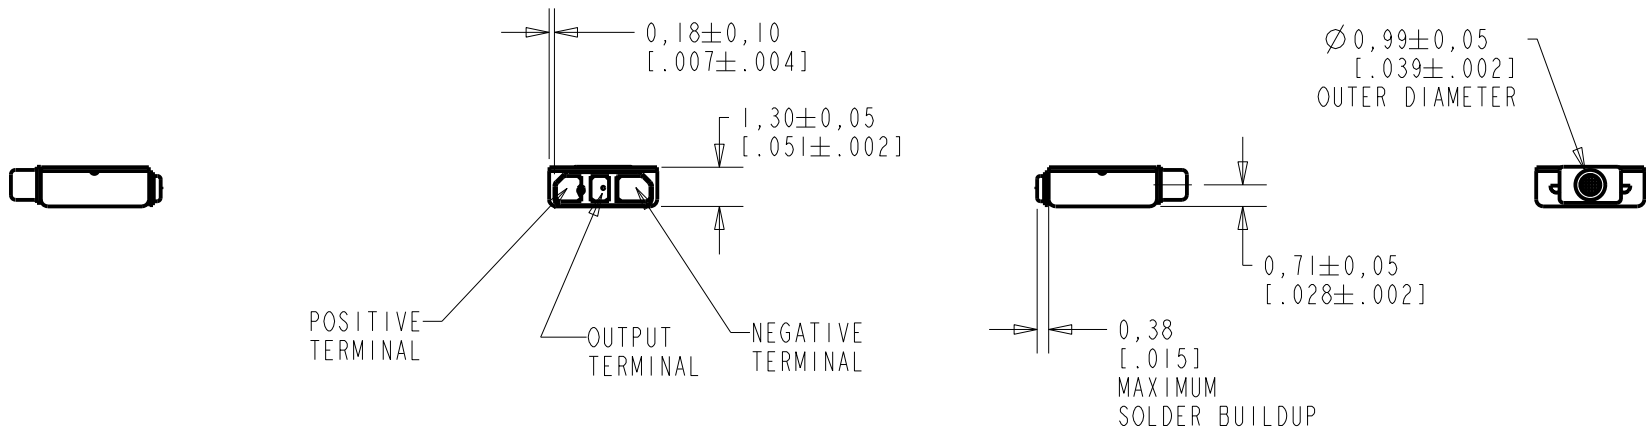 0,18±0,10
[.007±.004]
1,30±0,05
[.051±.002]
POSITIVE
TERMINAL
OUTPUT
TERMINAL
NEGATIVE
TERMINAL
0,71±0,05
[.028±.002]
0,38
[.015]
MAXIMUM
SOLDER BUILDUP
Ø0,99±0,05
[.039±.002]
OUTER DIAMETER